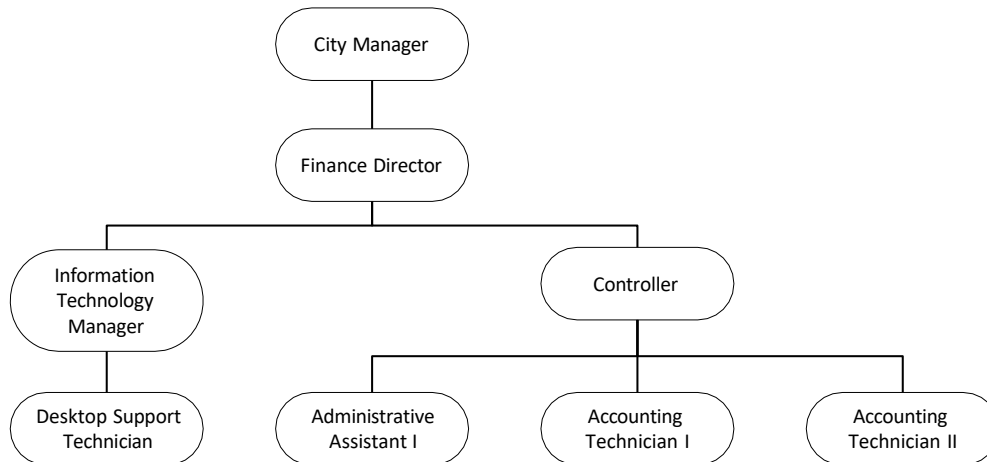 City Manager
Finance Director
Information
Technology
Manager
Controller
Desktop Support
Technician
Administrative
Assistant I
Accounting
Technician I
Accounting
Technician II